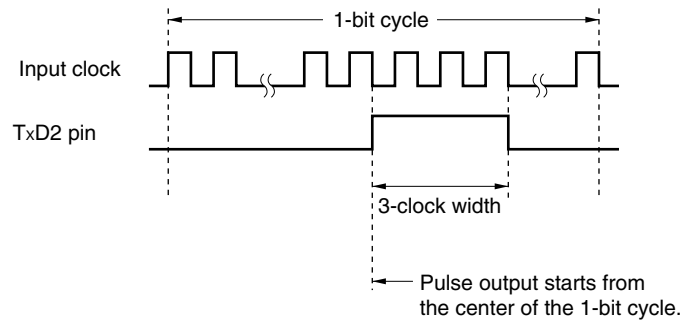 1-bit cycle
Input clock
TxD2 pin
3-clock width
Pulse output starts from
the center of the 1-bit cycle.